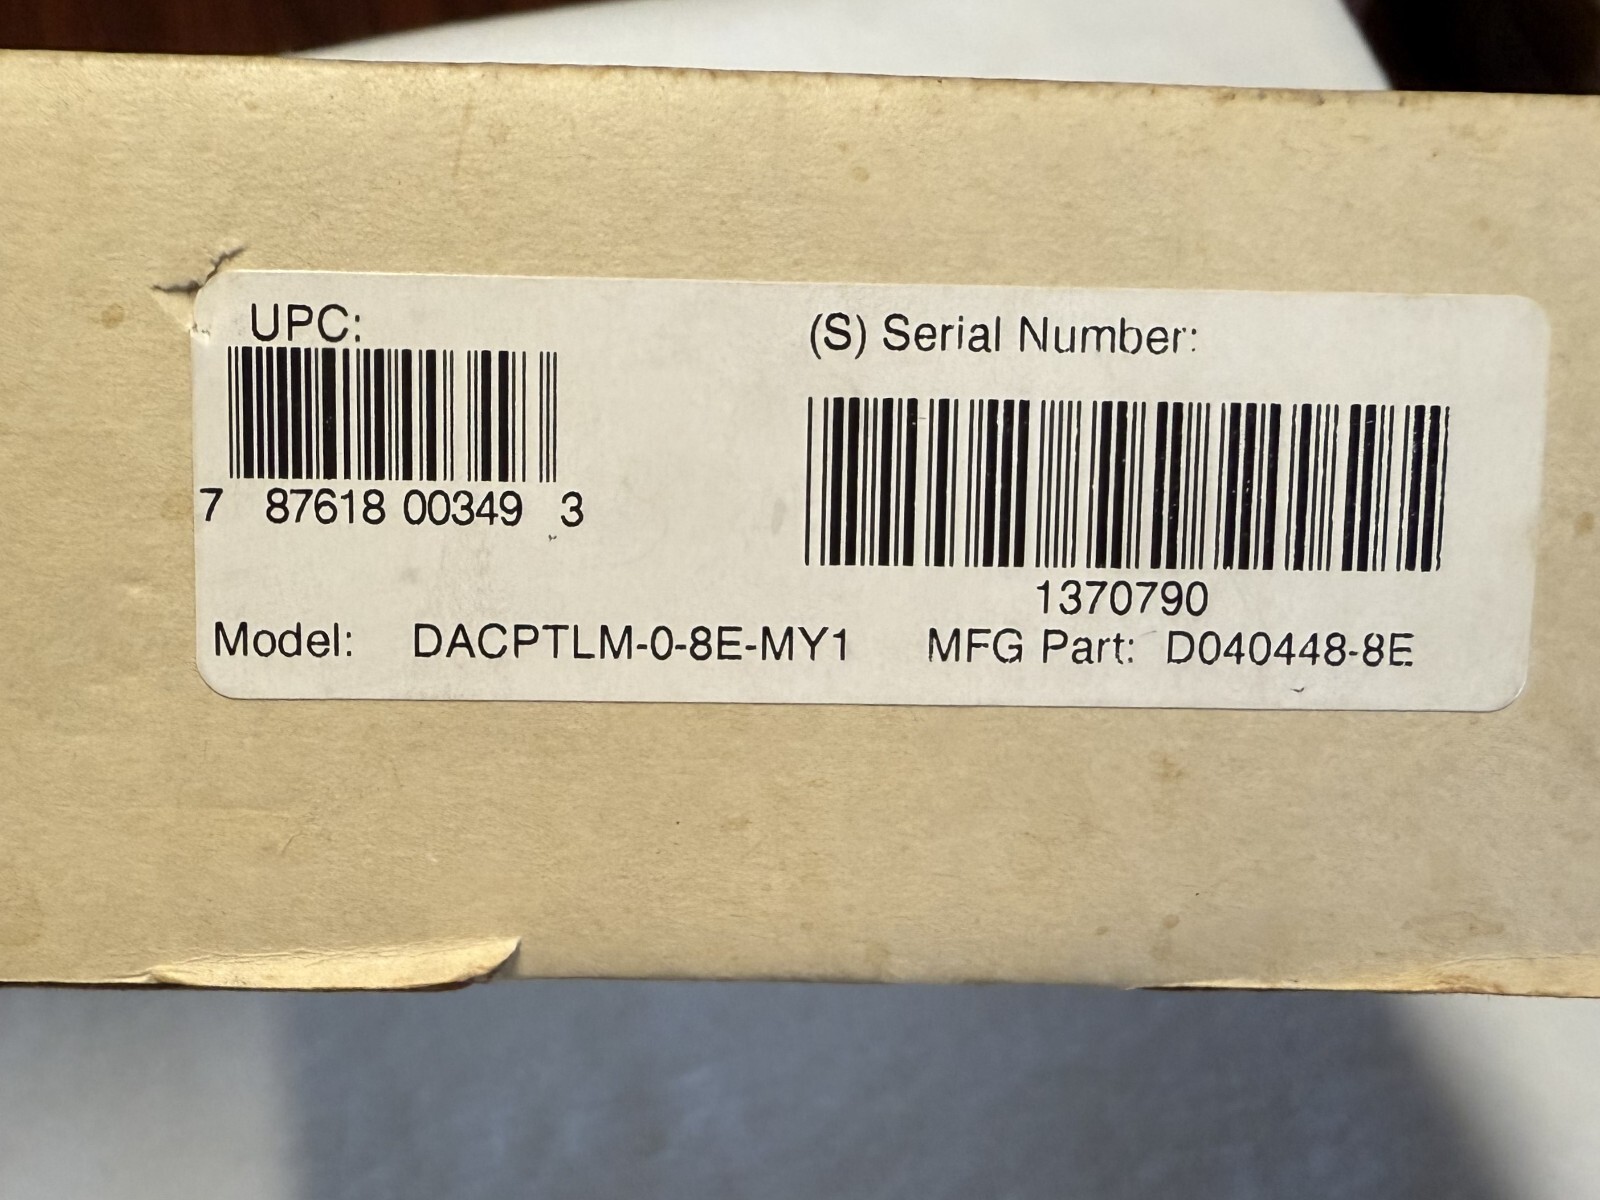 UPC:
(S) Serial Number:
7 87618 00349 3
1370790
Model: DACPTLM-0-8E-MY1 MFG Part: D040448-8E